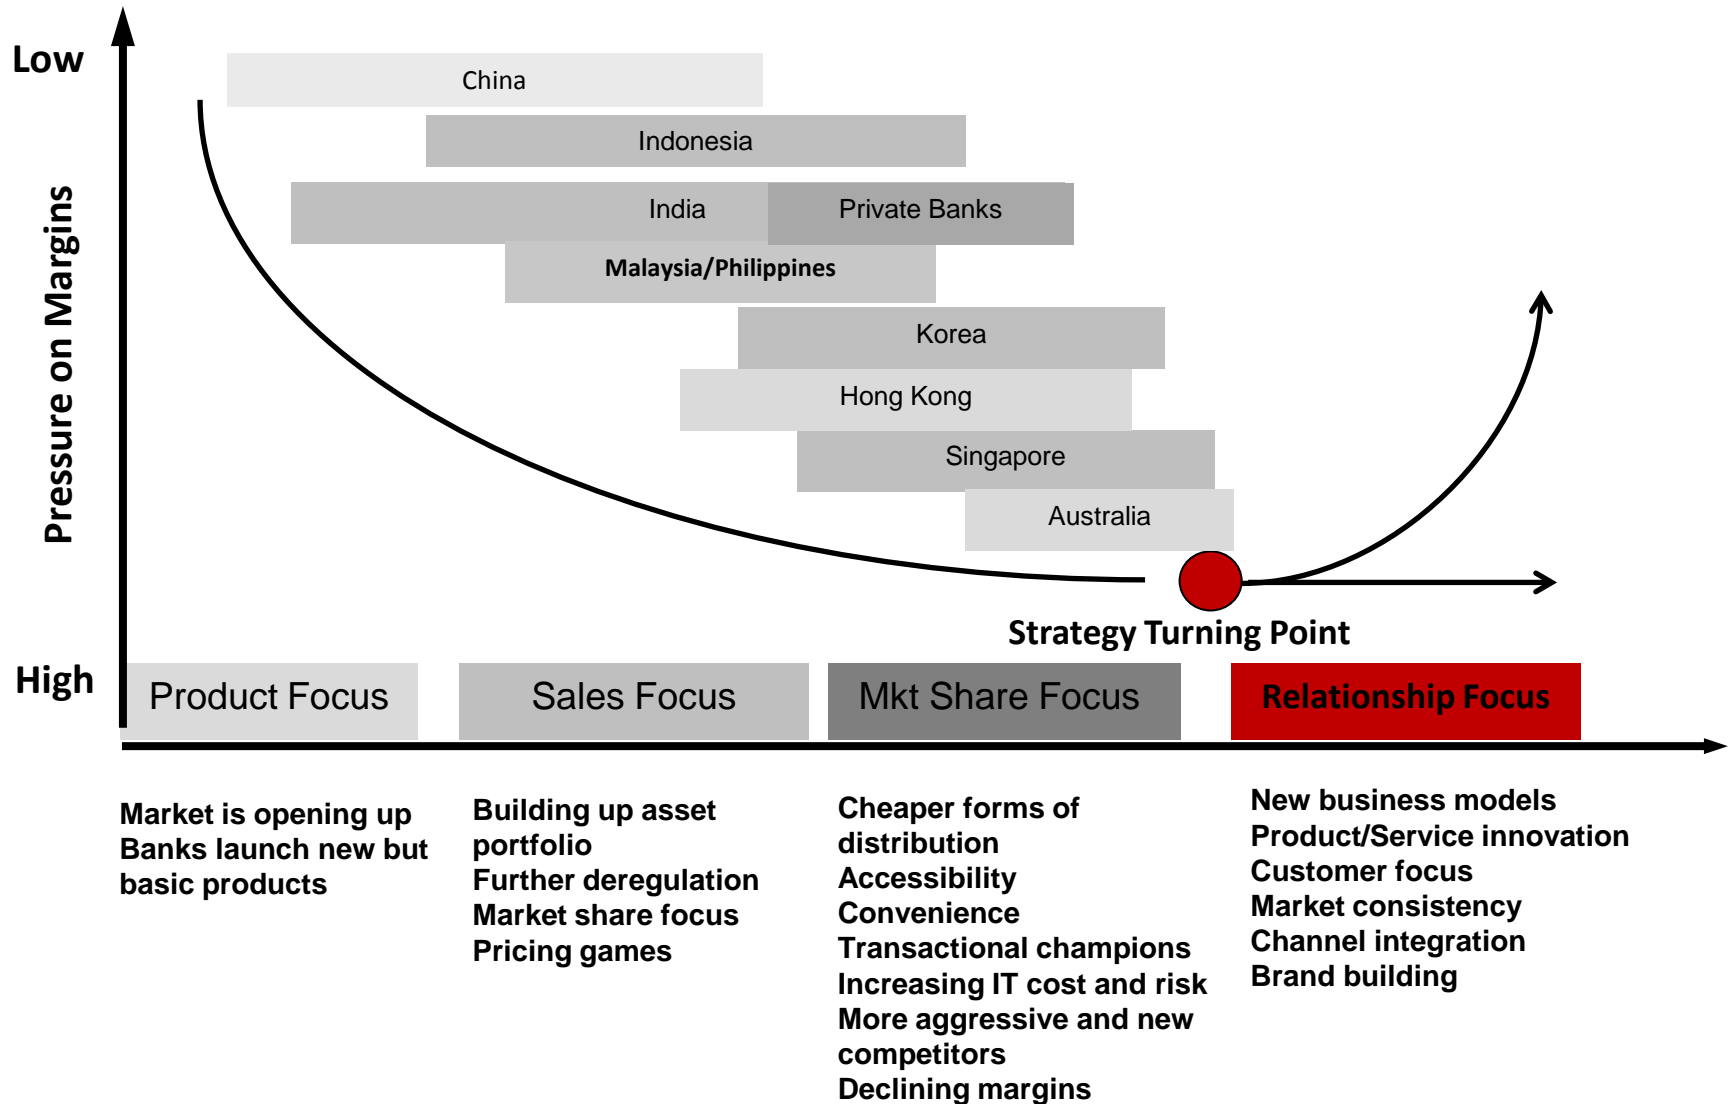 Low
China
Indonesia
India
Private Banks
Malaysia/Philippines
Korea
Hong Kong
Singapore
Australia
Pressure on Margins
Strategy Turning Point
High
Product Focus
Sales Focus
Mkt Share Focus
Relationship Focus
Market is opening up
Banks launch new but
basic products
Building up asset
portfolio
Further deregulation
Market share focus
Pricing games
Cheaper forms of
distribution
Accessibility
Convenience
Transactional champions
Increasing IT cost and risk
More aggressive and new
competitors
Declining margins
New business models
Product/Service innovation
Customer focus
Market consistency
Channel integration
Brand building